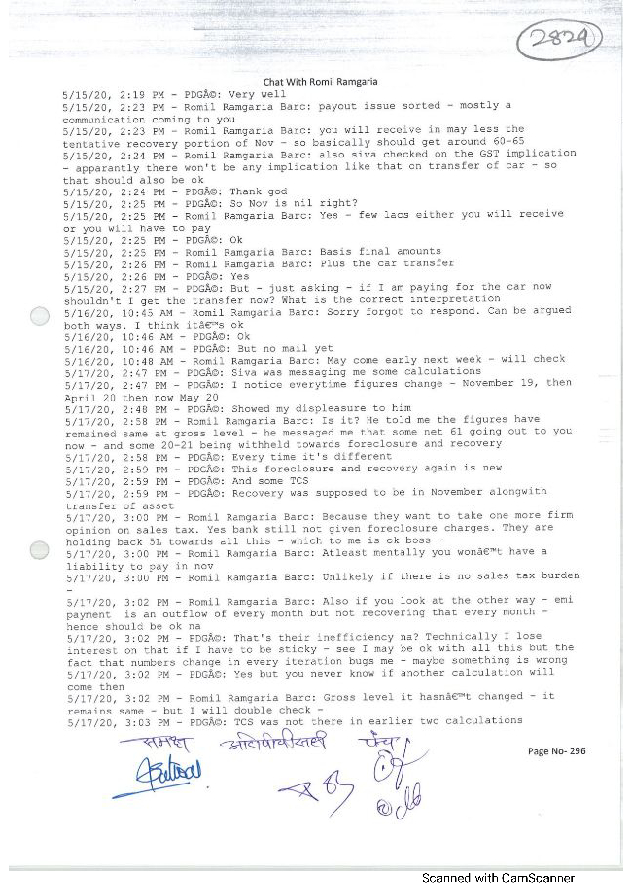 2829
Chat With Romi Ramgaria
5/15/20, 2:19 PM - PDGÂ©: Very well
5/15/20, 2:23 PM - Romil Ramgaria Barc: payout issue sorted - mostly a
communication coming to you
5/15/20, 2:23 PM - Romil Ramgaria Barc: you will receive in may less the
tentative recovery portion of Nov - so basically should get around 60-65
5/15/20, 2:24 PM - Romil Ramgaria Barc: also siva checked on the GST implication
- apparantly there won't be any implication like that on transfer of car - so
that should also be ok
5/15/20, 2:24 PM - PDGÂ©: Thank god
5/15/20, 2:25 PM - PDGÂ©: So Nov is nil right?
5/15/20, 2:25 PM - Romil Ramgaria Barc: Yes - few lacs either you will receive
or you will have to pay
5/15/20, 2:25 PM - PDGÂ©: Ok
5/15/20, 2:25 PM - Romil Ramgaria Barc: Basis final amounts
5/15/20, 2:26 PM - Romil Ramgaria Barc: Plus the car transfer
5/15/20, 2:26 PM - PDGÂ©: Yes
5/15/20, 2:27 PM - PDGÂ©: But - just asking - if I am paying for the car now
shouldn't I get the transfer now? What is the correct interpretation
5/16/20, 10:45 AM - Romil Ramgaria Barc: Sorry forgot to respond. Can be argued
both ways. I think itâ€™s ok
5/16/20, 10:46 AM - PDGÂ©: Ok
5/16/20, 10:46 AM - PDGÂ©: But no mail yet
5/16/20, 10:48 AM - Romil Ramgaria Barc: May come early next week - will check
5/17/20, 2:47 PM - PDGÂ©: Siva was messaging me some calculations
5/17/20, 2:47 PM - PDGÂ©: I notice everytime figures change - November 19, then
April 20 then now May 20
5/17/20, 2:48 PM - PDGÂ©: Showed my displeasure to him
5/17/20, 2:58 PM - Romil Ramgaria Barc: Is it? He told me the figures have
remained same at gross level - he messaged me that some net 61 going out to you
now - and some 20-21 being withheld towards foreclosure and recovery
5/17/20, 2:58 PM - PDGÂ©: Every time it's different
5/17/20, 2:59 PM - PDGÂ©: This foreclosure and recovery again is new
5/17/20, 2:59 PM - PDGÂ©: And some TCS
5/17/20, 2:59 PM - PDGÂ©: Recovery was supposed to be in November alongwith
transfer of asset
5/17/20, 3:00 PM - Romil Ramgaria Barc: Because they want to take one more firm
opinion on sales tax. Yes bank still not given foreclosure charges. They are
holding back 5L towards all this - which to me is ok boss -
5/17/20, 3:00 PM - Romil Ramgaria Barc: Atleast mentally you wonâ€™t have a
liability to pay in nov
5/17/20, 3:00 PM - Romil Ramgaria Barc: Unlikely if there is no sales tax burden
-
5/17/20, 3:02 PM - Romil Ramgaria Barc: Also if you look at the other way - emi
payment is an outflow of every month but not recovering that every month -
hence should be ok na
5/17/20, 3:02 PM - PDGÂ©: That's their inefficiency na? Technically I lose
interest on that if I have to be sticky - see I may be ok with all this but the
fact that numbers change in every iteration bugs me - maybe something is wrong
5/17/20, 3:02 PM - PDGÂ©: Yes but you never know if another calculation will
come then
5/17/20, 3:02 PM - Romil Ramgaria Barc: Gross level it hasnâ€™t changed - it
remains same - but I will double check -
5/17/20, 3:03 PM - PDGÂ©: TCS was not there in earlier two calculations
समक्ष
पंच
Page No- 296
Scanned with CamScanner